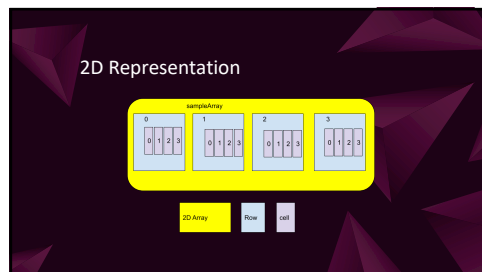 2D Representation
sampleArray
0 1 2 3
0 1 2 3 0 1 2 3 0 1 2 3 0 1 2 3
2D Array Row cell